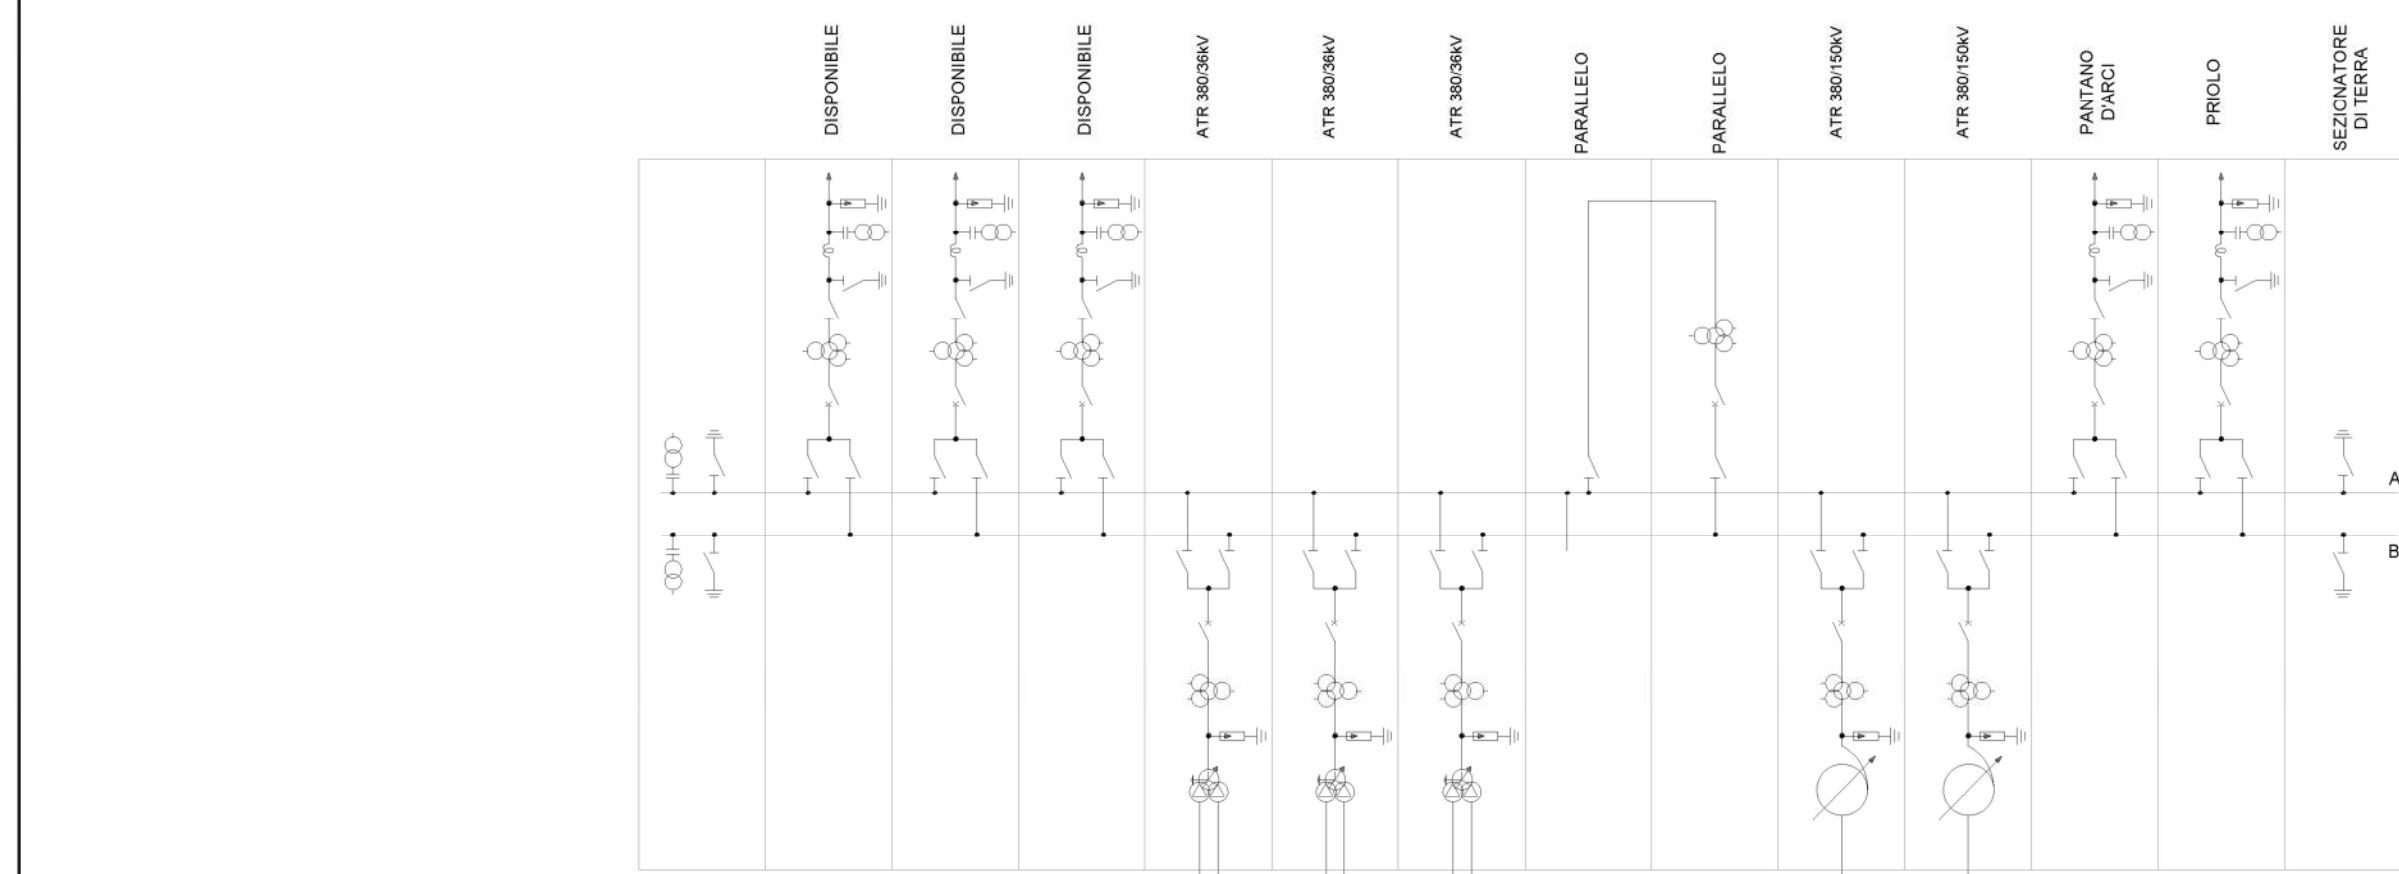 DISPONIBILE
DISPONIBILE
DISPONIBILE
ATR 380/36kV
ATR 380/36kV
ATR 380/36kV
PARALLELO
PARALLELO
ATR 380/150kV
ATR 380/150kV
PANTANO
D'ARCI
PRIOLO
SEZIONATORE
DI TERRA
A
B